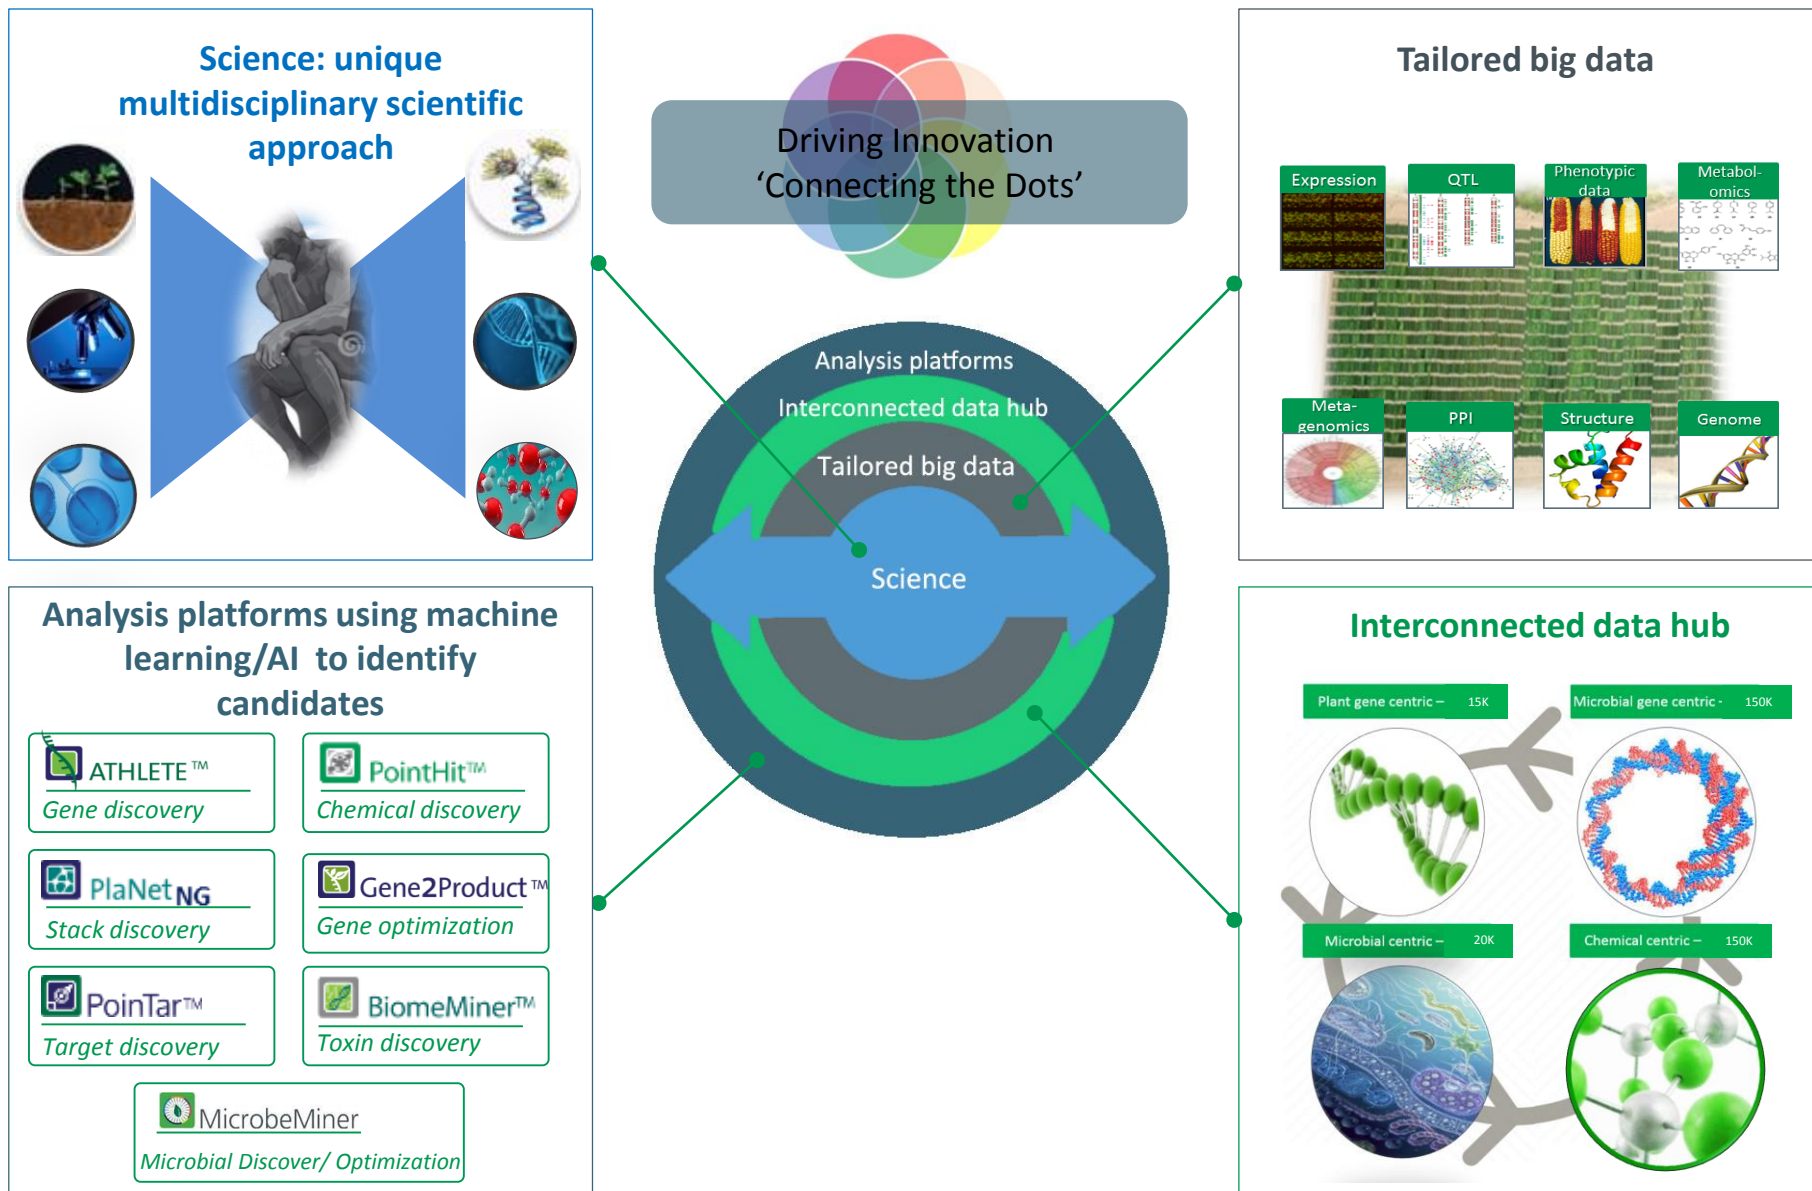 Science: unique
multidisciplinary scientific
approach
Driving Innovation
‘Connecting the Dots’
Tailored big data
Expression
QTL
Phenotypic
data
Metabol-
omics
Meta-
genomics
PPI
Structure
Genome
Analysis platforms
Interconnected data hub
Tailored big data
Science
Analysis platforms using machine
learning/AI to identify
candidates
ATHLETE™
Gene discovery
PointHit™
Chemical discovery
PlaNet NG
Stack discovery
Gene2Product™
Gene optimization
PoinTar™
Target discovery
BiomeMiner™
Toxin discovery
MicrobeMiner
Microbial Discover/ Optimization
Interconnected data hub
Plant gene centric – 15K
Microbial gene centric - 150K
Microbial centric – 20K
Chemical centric – 150K